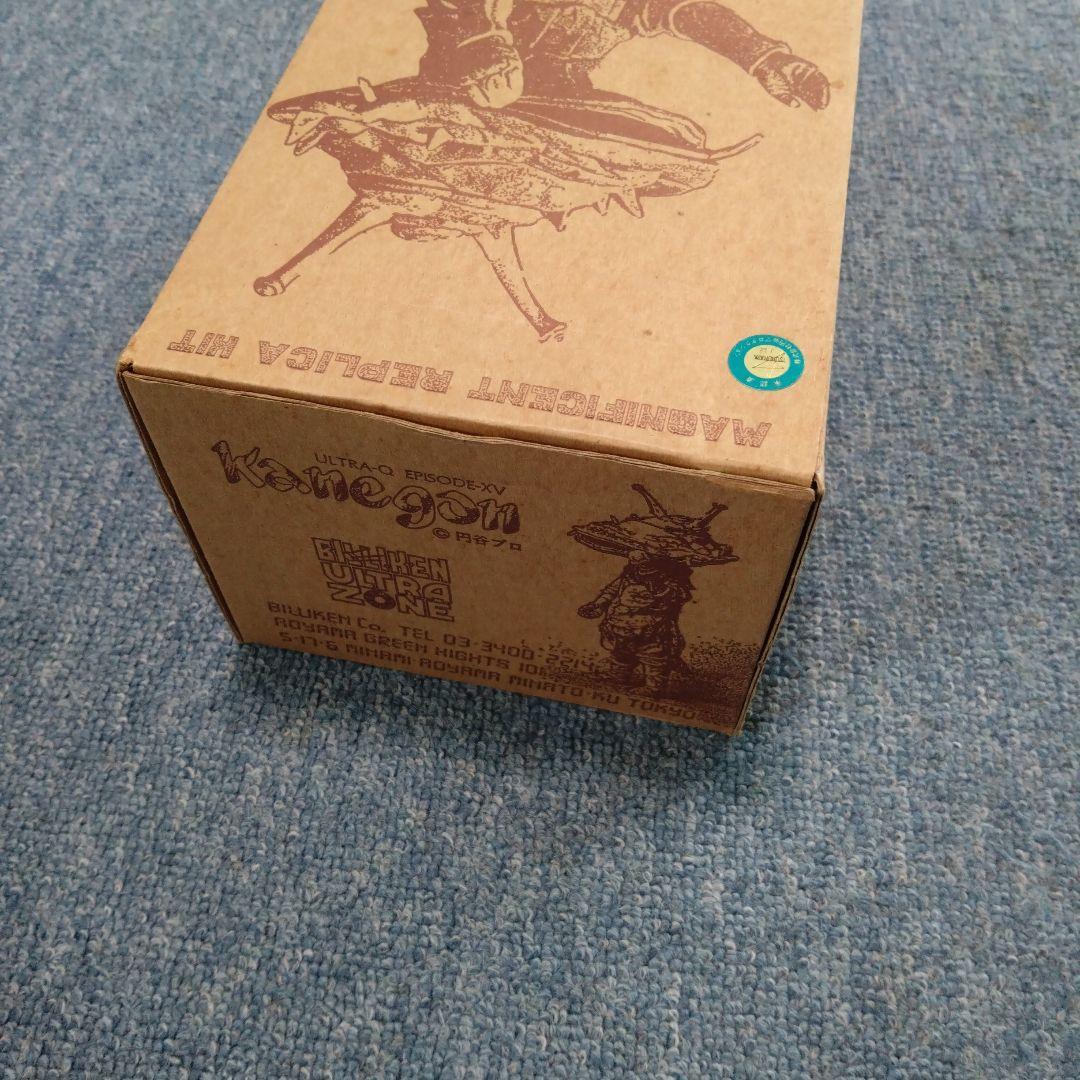 MAGNIFICENT REPLICA KIT
ULTRA-Q EPISODE-XV
Kanegon
© 円谷プロ
BILLIKEN
ULTRA
ZONE
BILLIKEN Co. TEL 03-3400-2214
AOYAMA GREEN HIGHTS
5-17-6 MINAMI-AOYAMA MINATO-KU TOKYO